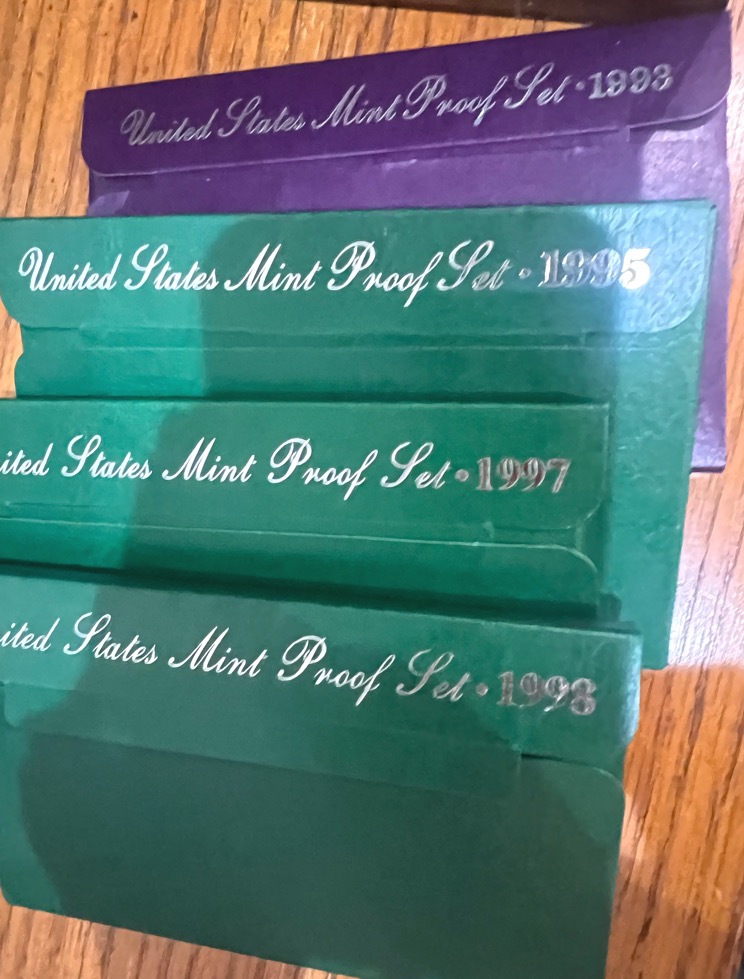 United States Mint Proof Set · 1993
United States Mint Proof Set · 1995
ited States Mint Proof Set · 1997
ited States Mint Proof Set · 1998